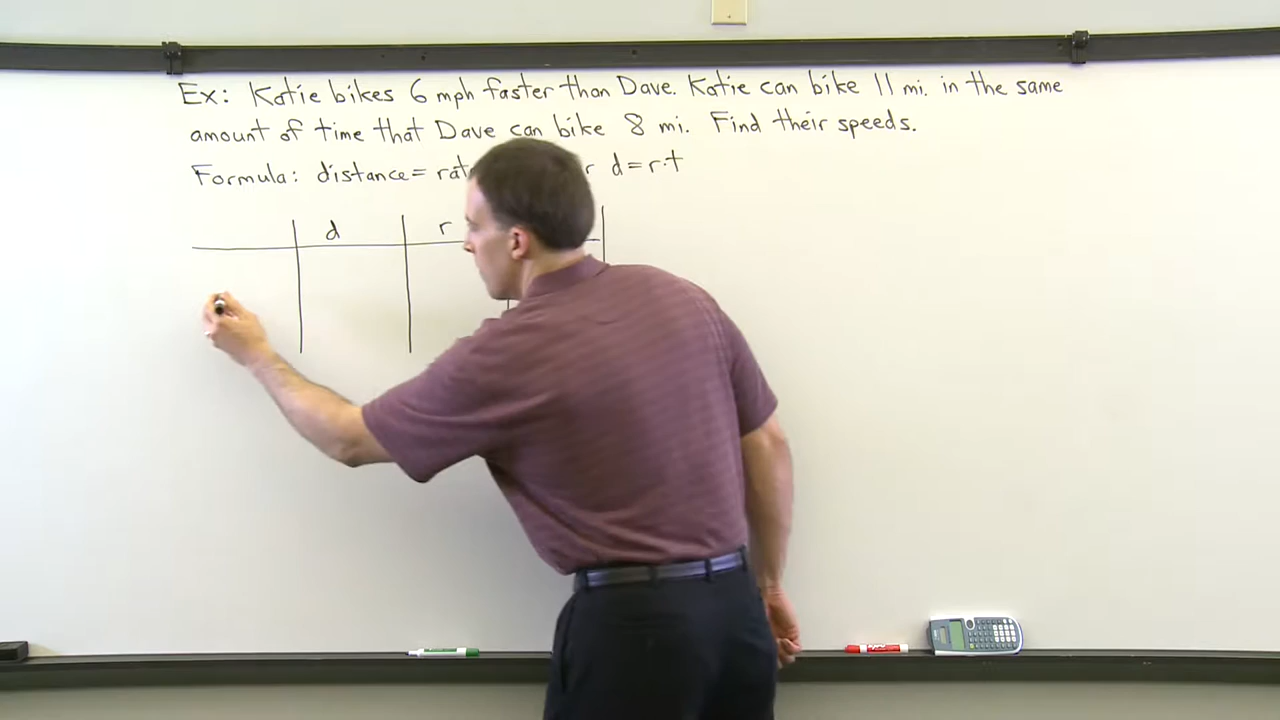 Ex: Katie bikes 6 mph faster than Dave. Katie can bike 11 mi. in the same
amount of time that Dave can bike 8 mi. Find their speeds.
Formula: distance = d = r·t
d r